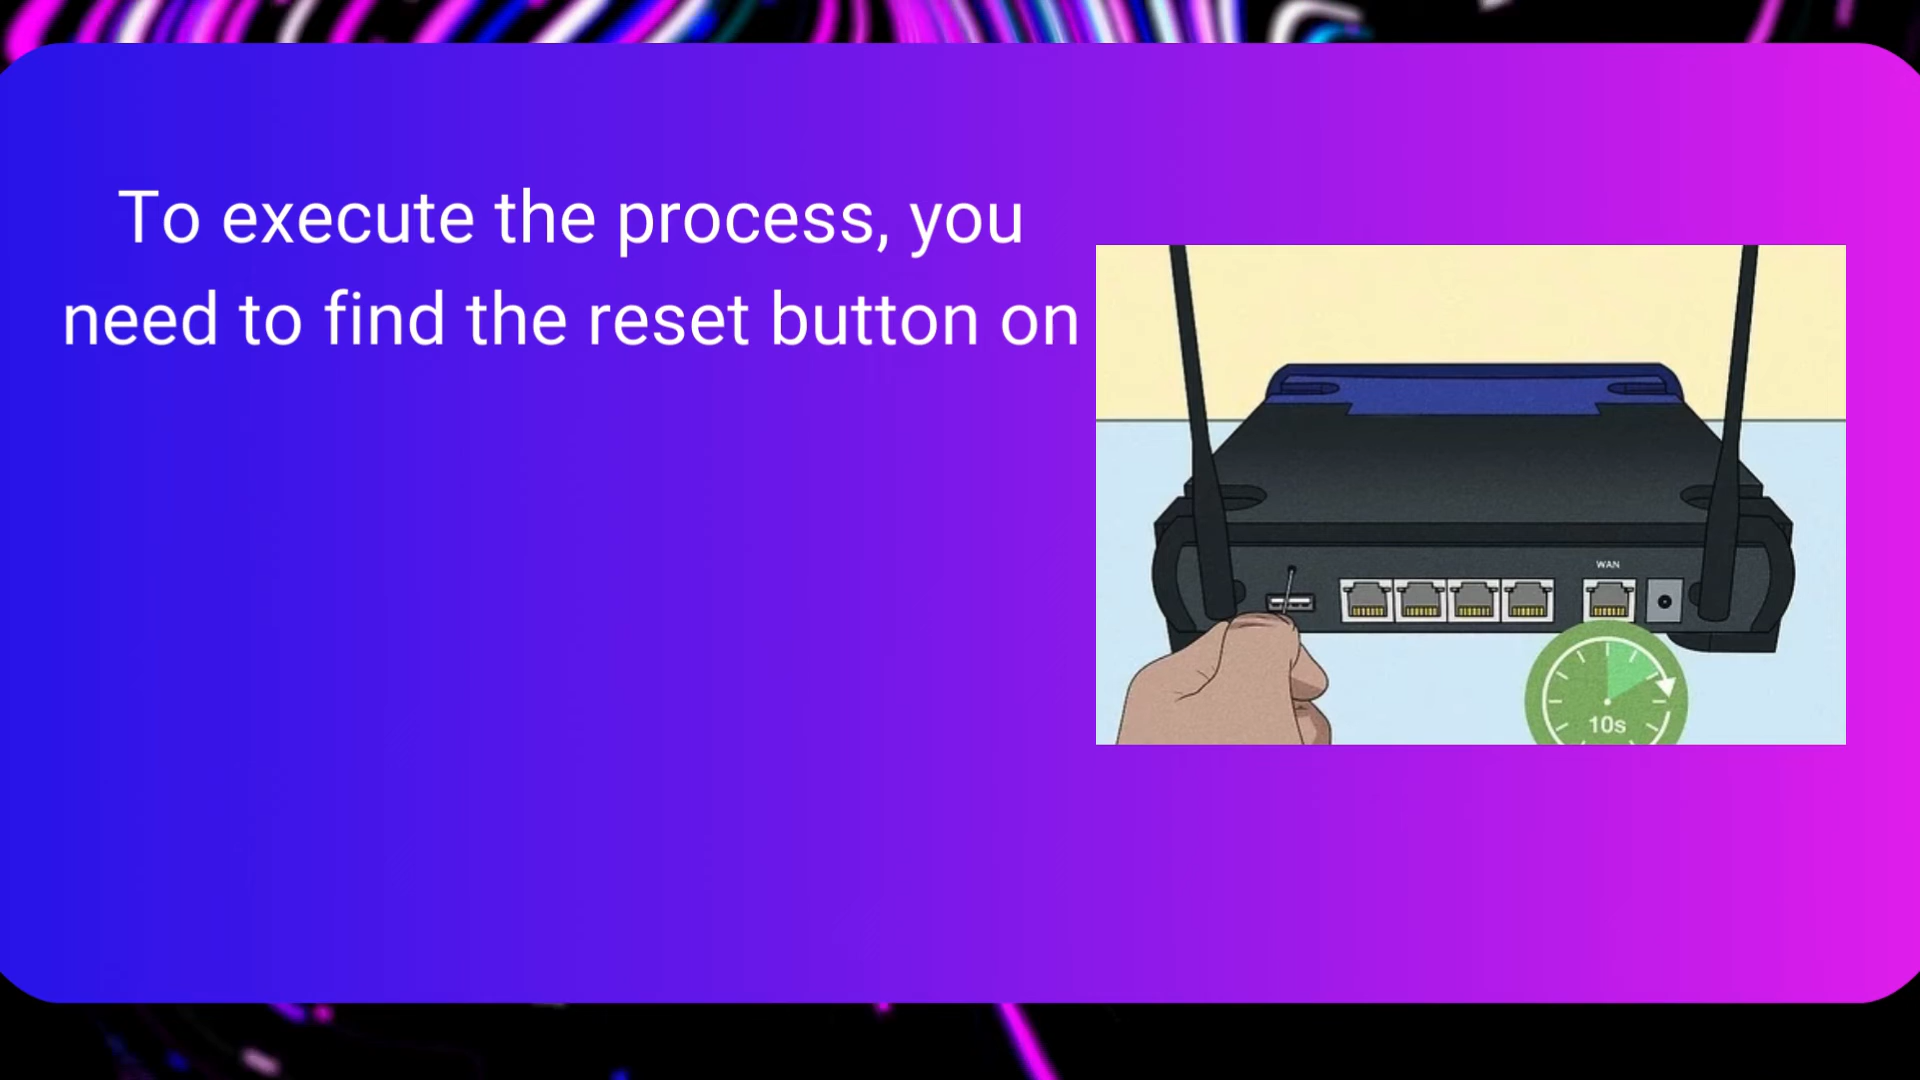 To execute the process, you
need to find the reset button on
WAN
10s